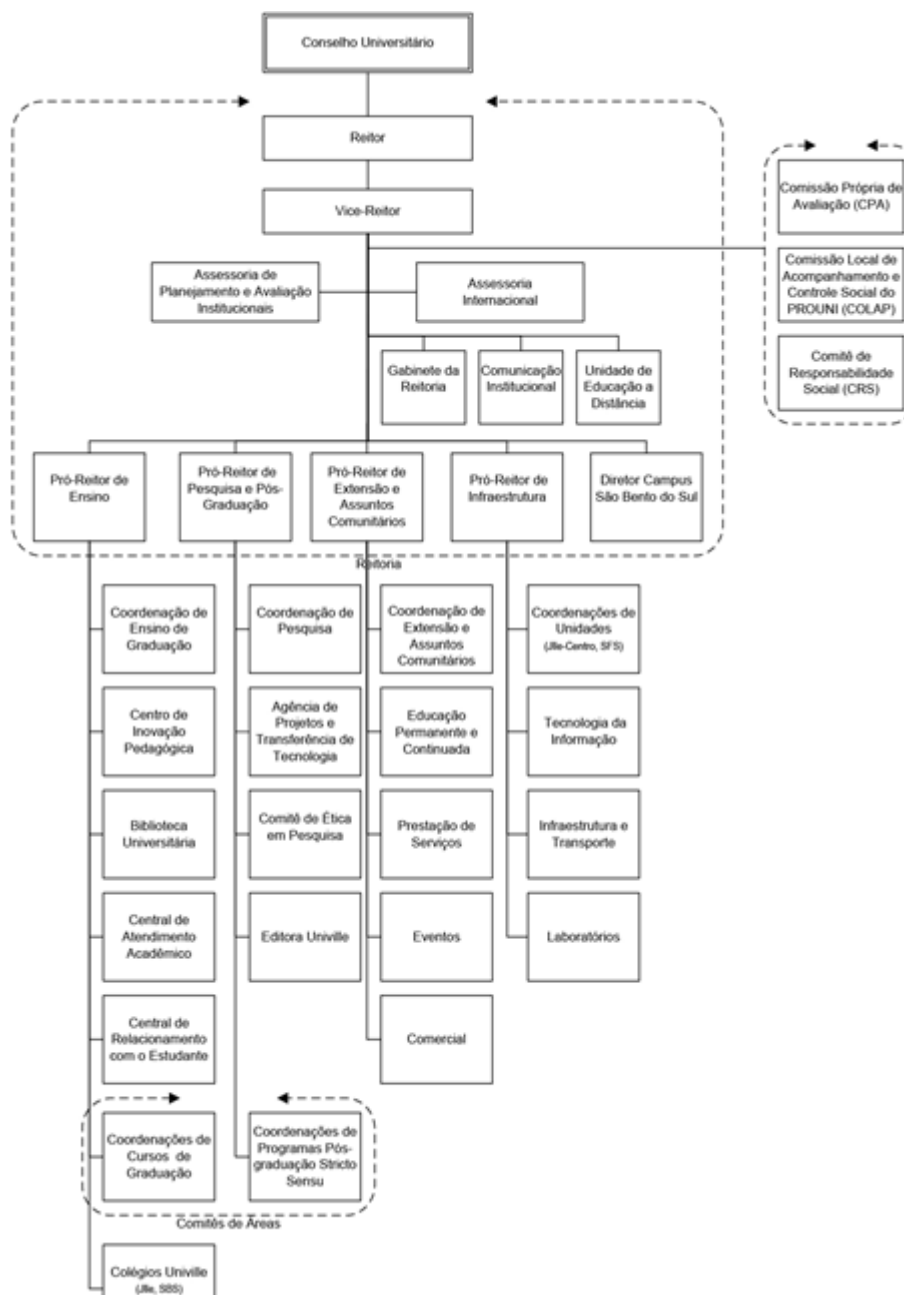 Conselho Universitário
Reitor
Vice-Reitor
Comissão Própria de
Avaliação (CPA)
Comissão Local de
Acompanhamento e
Controle Social do
PROUNI (COLAP)
Comitê de
Responsabilidade
Social (CRS)
Assessoria de
Planejamento e Avaliação
Institucionais
Assessoria
Internacional
Gabinete da
Reitoria
Comunicação
Institucional
Unidade de
Educação a
Distância
Pró-Reitor de
Ensino
Pró-Reitor de
Pesquisa e Pós-
Graduação
Pró-Reitor de
Extensão e
Assuntos
Comunitários
Pró-Reitor de
Infraestrutura
Diretor Campus
São Bento do Sul
Reitoria
Coordenação de
Ensino de
Graduação
Centro de
Inovação
Pedagógica
Biblioteca
Universitária
Central de
Atendimento
Acadêmico
Central de
Relacionamento
com o Estudante
Coordenações de
Cursos de
Graduação
Colégios Univille
(Jlle, SBS)
Coordenação de
Pesquisa
Agência de
Projetos e
Transferência de
Tecnologia
Comitê de Ética
em Pesquisa
Editora Univille
Coordenações de
Programas Pós-
graduação Stricto
Sensu
Comitês de Áreas
Coordenação de
Extensão e
Assuntos
Comunitários
Educação
Permanente e
Continuada
Prestação de
Serviços
Eventos
Comercial
Coordenações de
Unidades
(Jlle-Centro, SFS)
Tecnologia da
Informação
Infraestrutura e
Transporte
Laboratórios